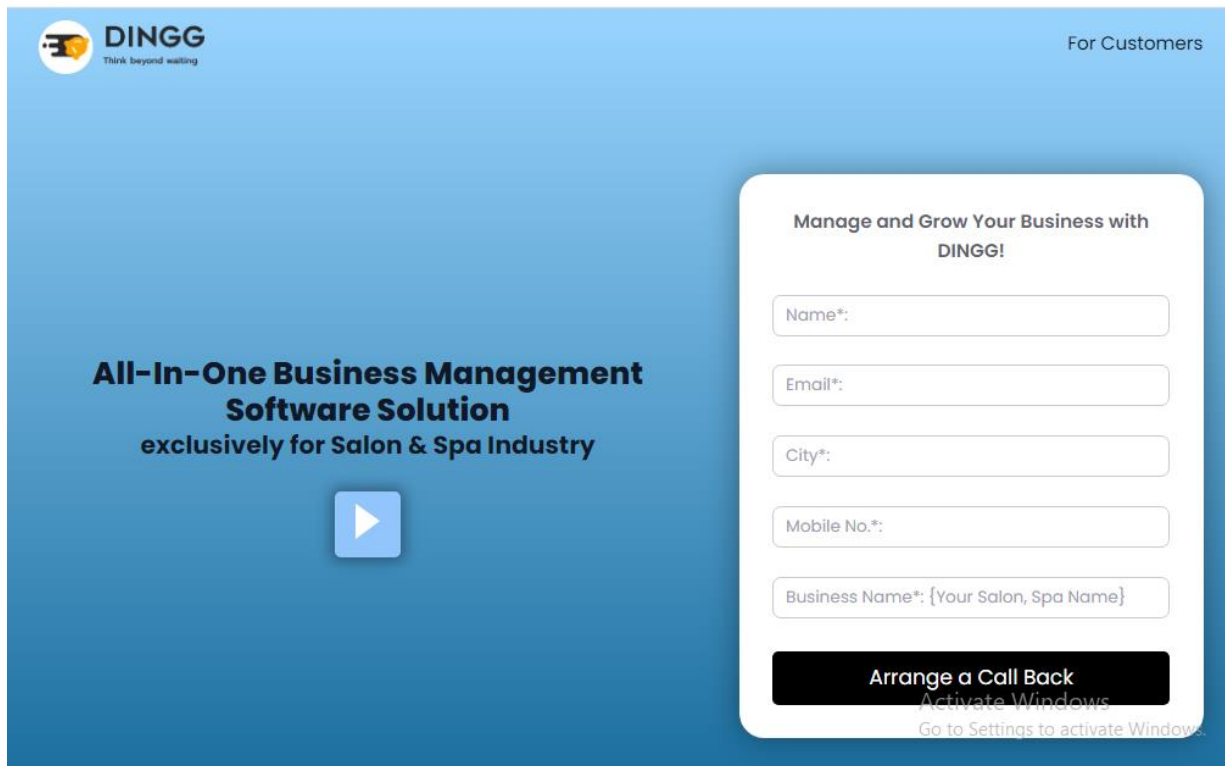 DINGG
Think beyond waiting
For Customers
All-In-One Business Management
Software Solution
exclusively for Salon & Spa Industry
Manage and Grow Your Business with
DINGG!
Name*:
Email*:
City*:
Mobile No.*:
Business Name*: {Your Salon, Spa Name}
Arrange a Call Back
Activate Windows
Go to Settings to activate Windows.